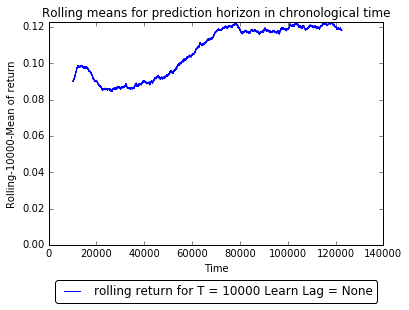 Rolling means for prediction horizon in chronological time
0.12
0.10
0.08
0.06
0.04
0.02
0.00
Rolling-10000-Mean of return
0 20000 40000 60000 80000 100000 120000 140000
Time
rolling return for T = 10000 Learn Lag = None